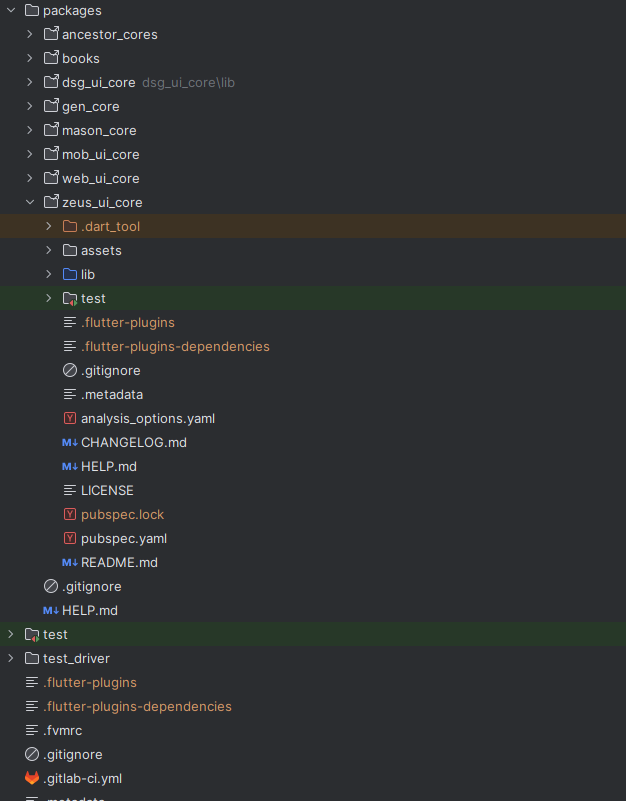 packages
ancestor_cores
books
dsg_ui_core dsg_ui_core\lib
gen_core
mason_core
mob_ui_core
web_ui_core
zeus_ui_core
.dart_tool
assets
lib
test
.flutter-plugins
.flutter-plugins-dependencies
.gitignore
.metadata
analysis_options.yaml
CHANGELOG.md
HELP.md
LICENSE
pubspec.lock
pubspec.yaml
README.md
.gitignore
HELP.md
test
test_driver
.flutter-plugins
.flutter-plugins-dependencies
.fvmrc
.gitignore
.gitlab-ci.yml
.metadata